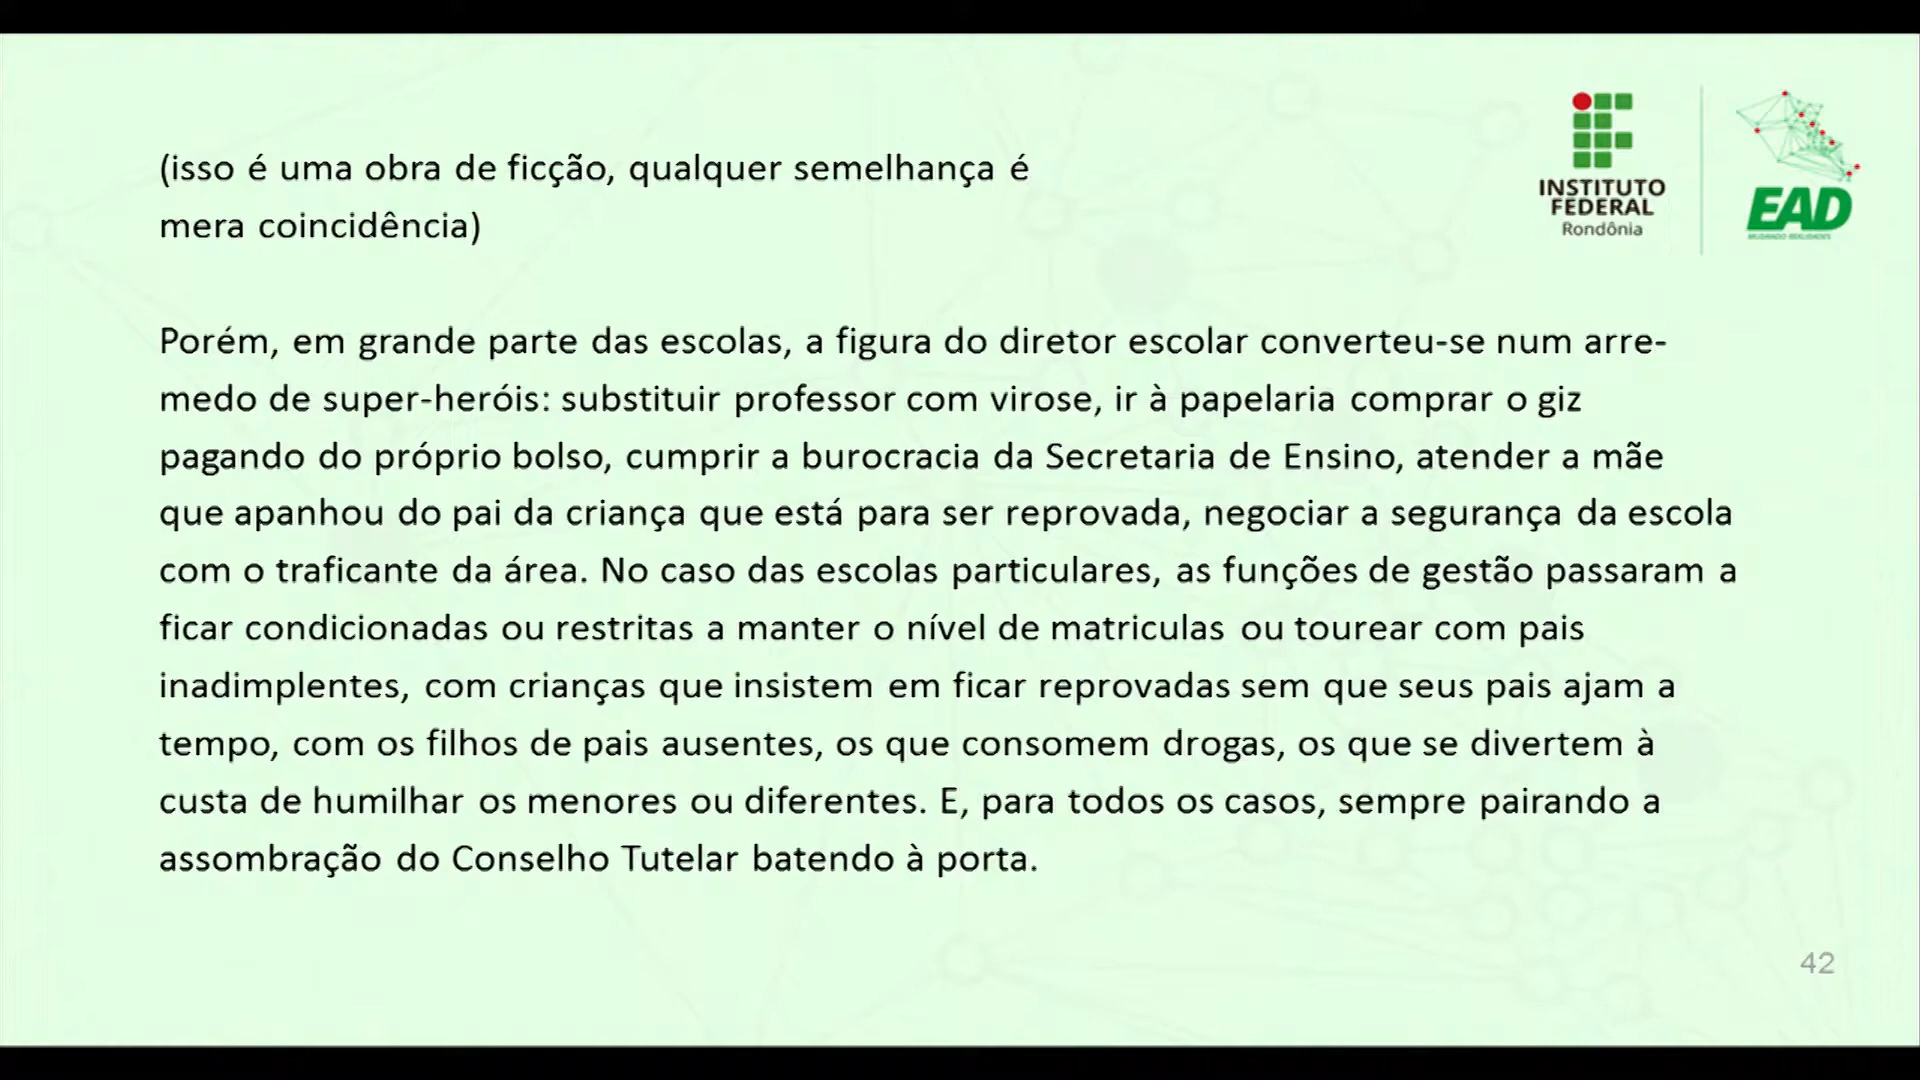 (isso é uma obra de ficção, qualquer semelhança é
mera coincidência)
INSTITUTO
FEDERAL
Rondônia
EAD
Porém, em grande parte das escolas, a figura do diretor escolar converteu-se num arre-
medo de super-heróis: substituir professor com virose, ir à papelaria comprar o giz
pagando do próprio bolso, cumprir a burocracia da Secretaria de Ensino, atender a mãe
que apanhou do pai da criança que está para ser reprovada, negociar a segurança da escola
com o traficante da área. No caso das escolas particulares, as funções de gestão passaram a
ficar condicionadas ou restritas a manter o nível de matriculas ou tourear com pais
inadimplentes, com crianças que insistem em ficar reprovadas sem que seus pais ajam a
tempo, com os filhos de pais ausentes, os que consomem drogas, os que se divertem à
custa de humilhar os menores ou diferentes. E, para todos os casos, sempre pairando a
assombração do Conselho Tutelar batendo à porta.
42